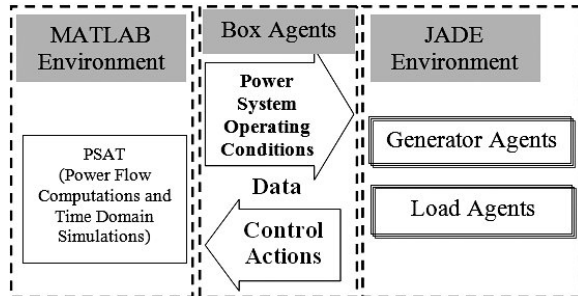 MATLAB
Environment
PSAT
(Power Flow
Computations and
Time Domain
Simulations)
Box Agents
Power
System
Operating
Conditions
Data
Control
Actions
JADE
Environment
Generator Agents
Load Agents